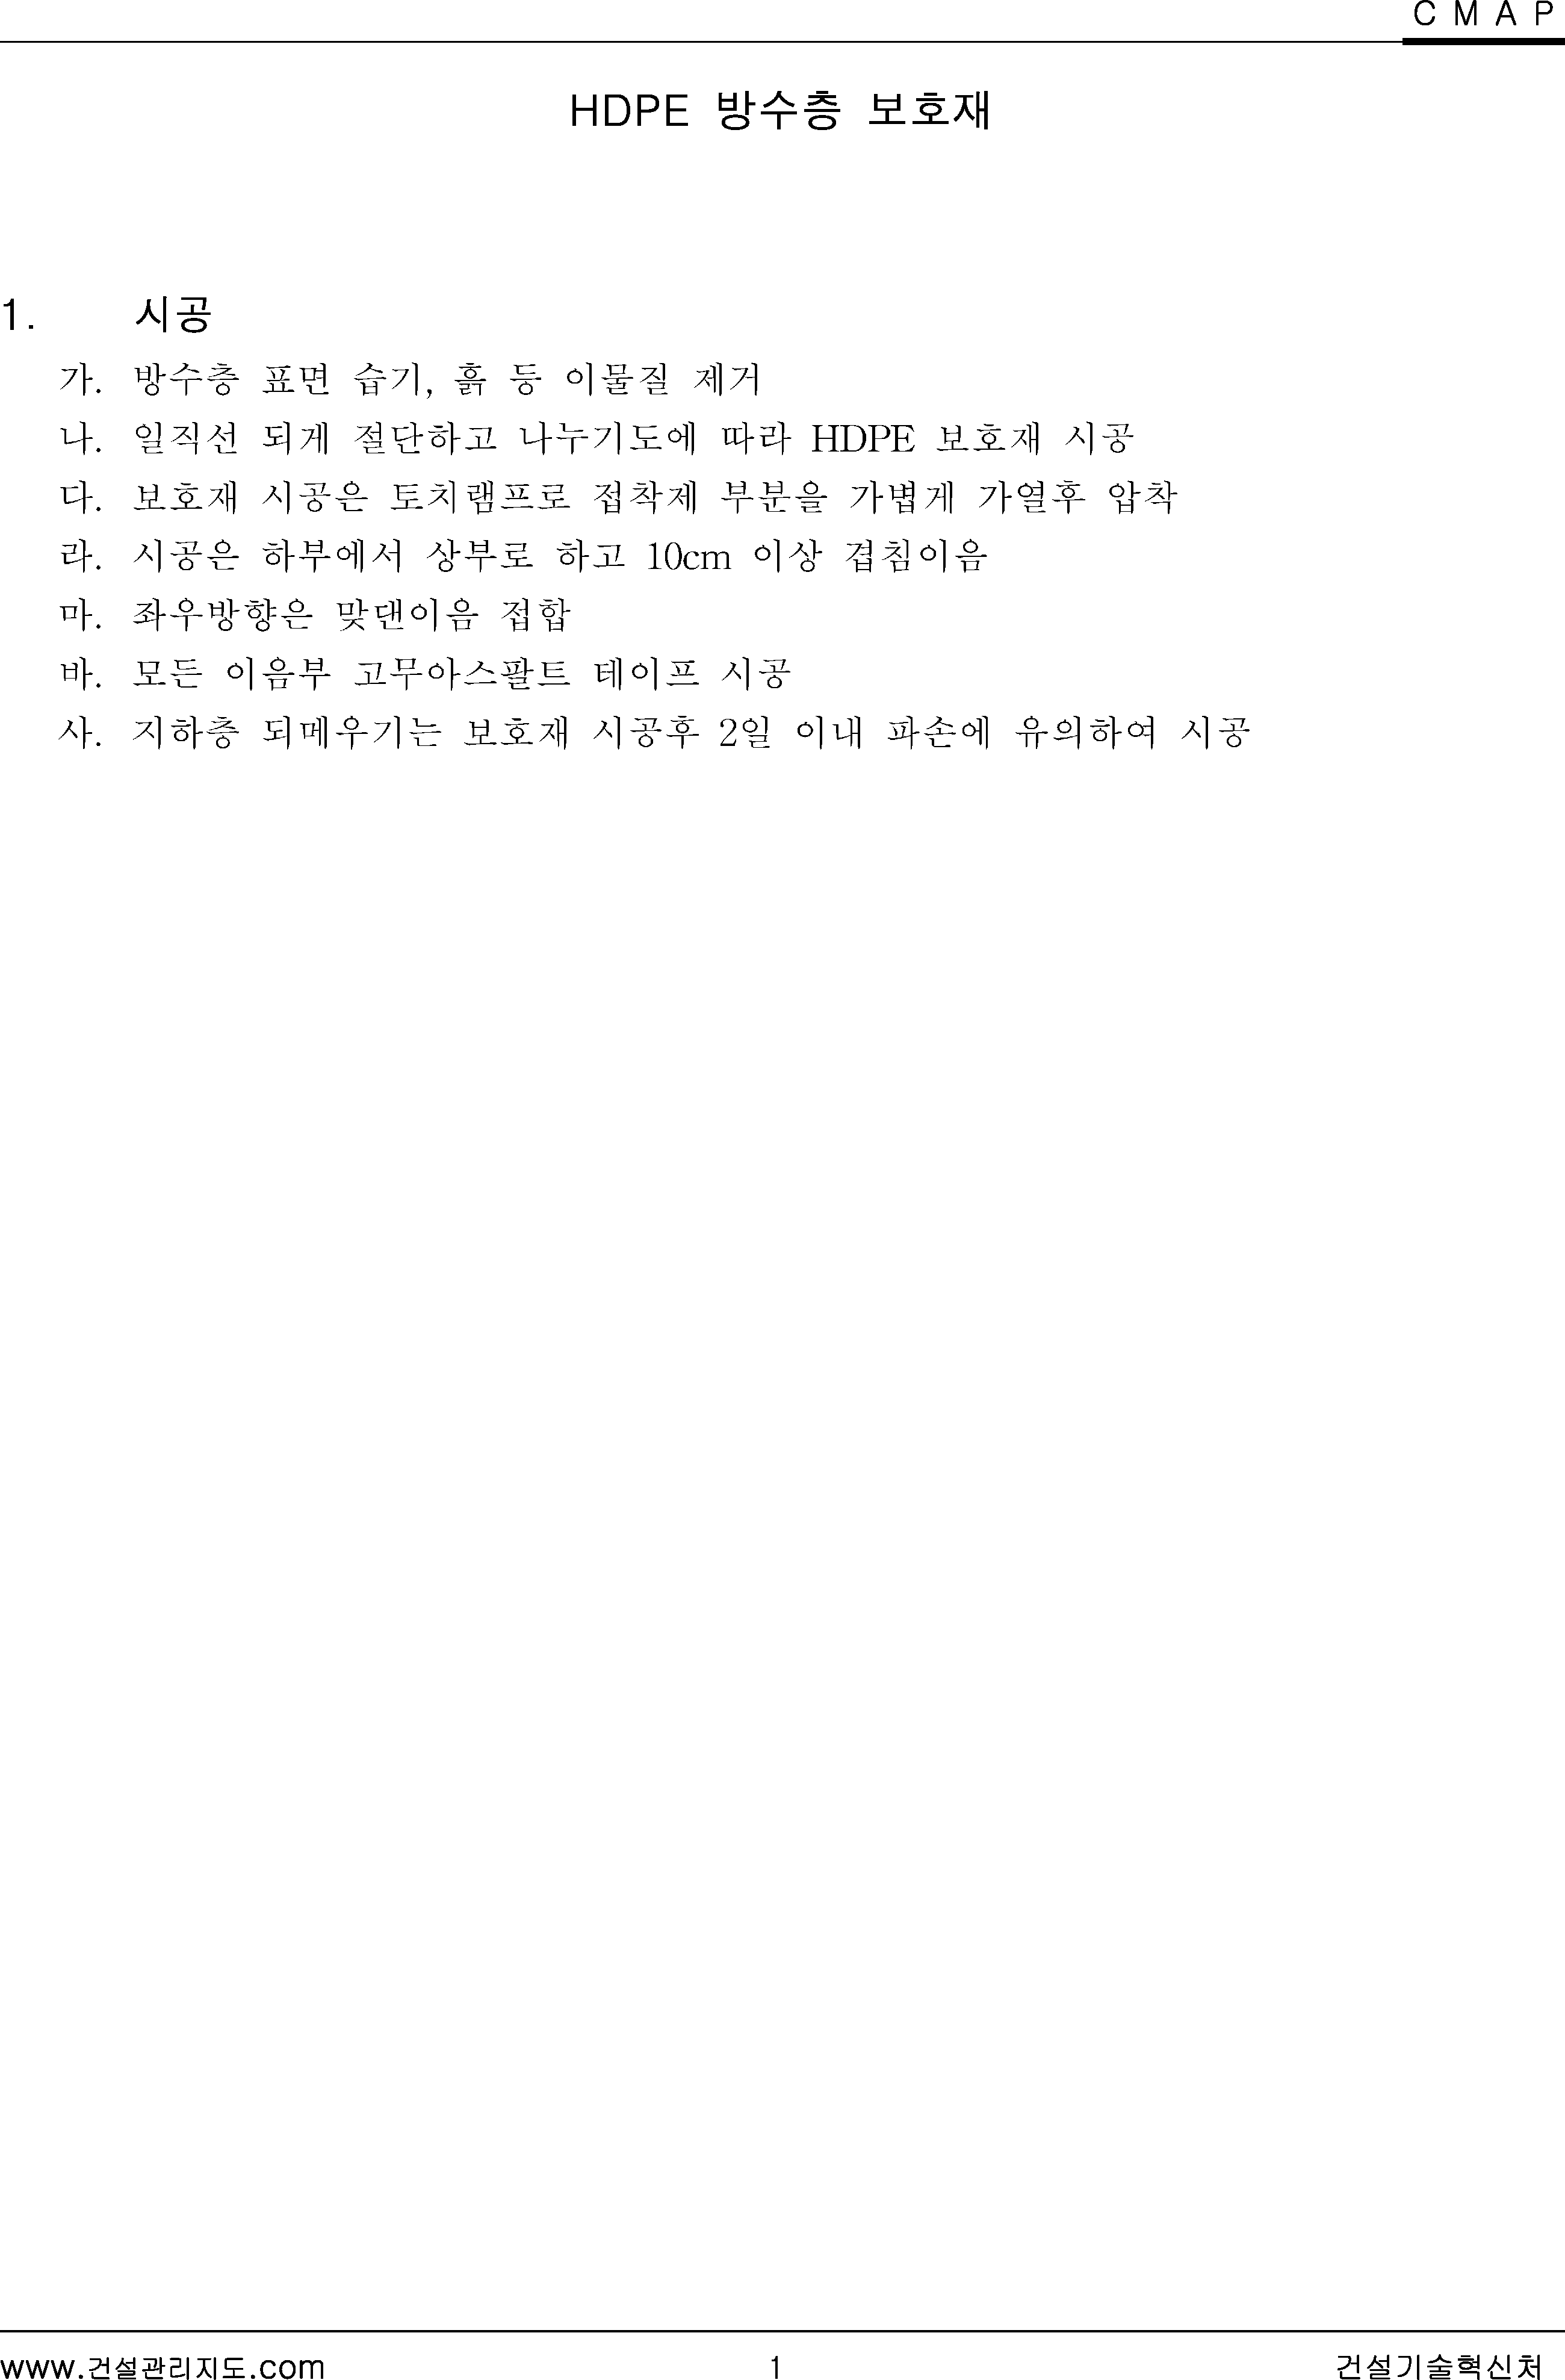 C M A P
HDPE 방수층 보호재
1. 시공
가. 방수층 표면 습기, 흙 등 이물질 제거
나. 일직선 되게 절단하고 나누기도에 따라 HDPE 보호재 시공
다. 보호재 시공은 토치램프로 접착제 부분을 가볍게 가열후 압착
라. 시공은 하부에서 상부로 하고 10cm 이상 겹침이음
마. 좌우방향은 맞댄이음 접합
바. 모든 이음부 고무아스팔트 테이프 시공
사. 지하층 되메우기는 보호재 시공후 2일 이내 파손에 유의하여 시공
www.건설관리지도.com 1 건설기술혁신처